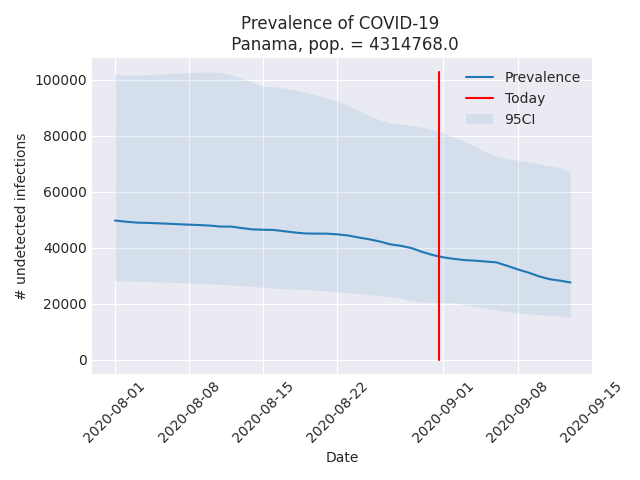 Prevalence of COVID-19
Panama, pop. = 4314768.0
Prevalence
Today
95CI
# undetected infections
100000
80000
60000
40000
20000
0
2020-08-01
2020-08-08
2020-08-15
2020-08-22
2020-09-01
2020-09-08
2020-09-15
Date